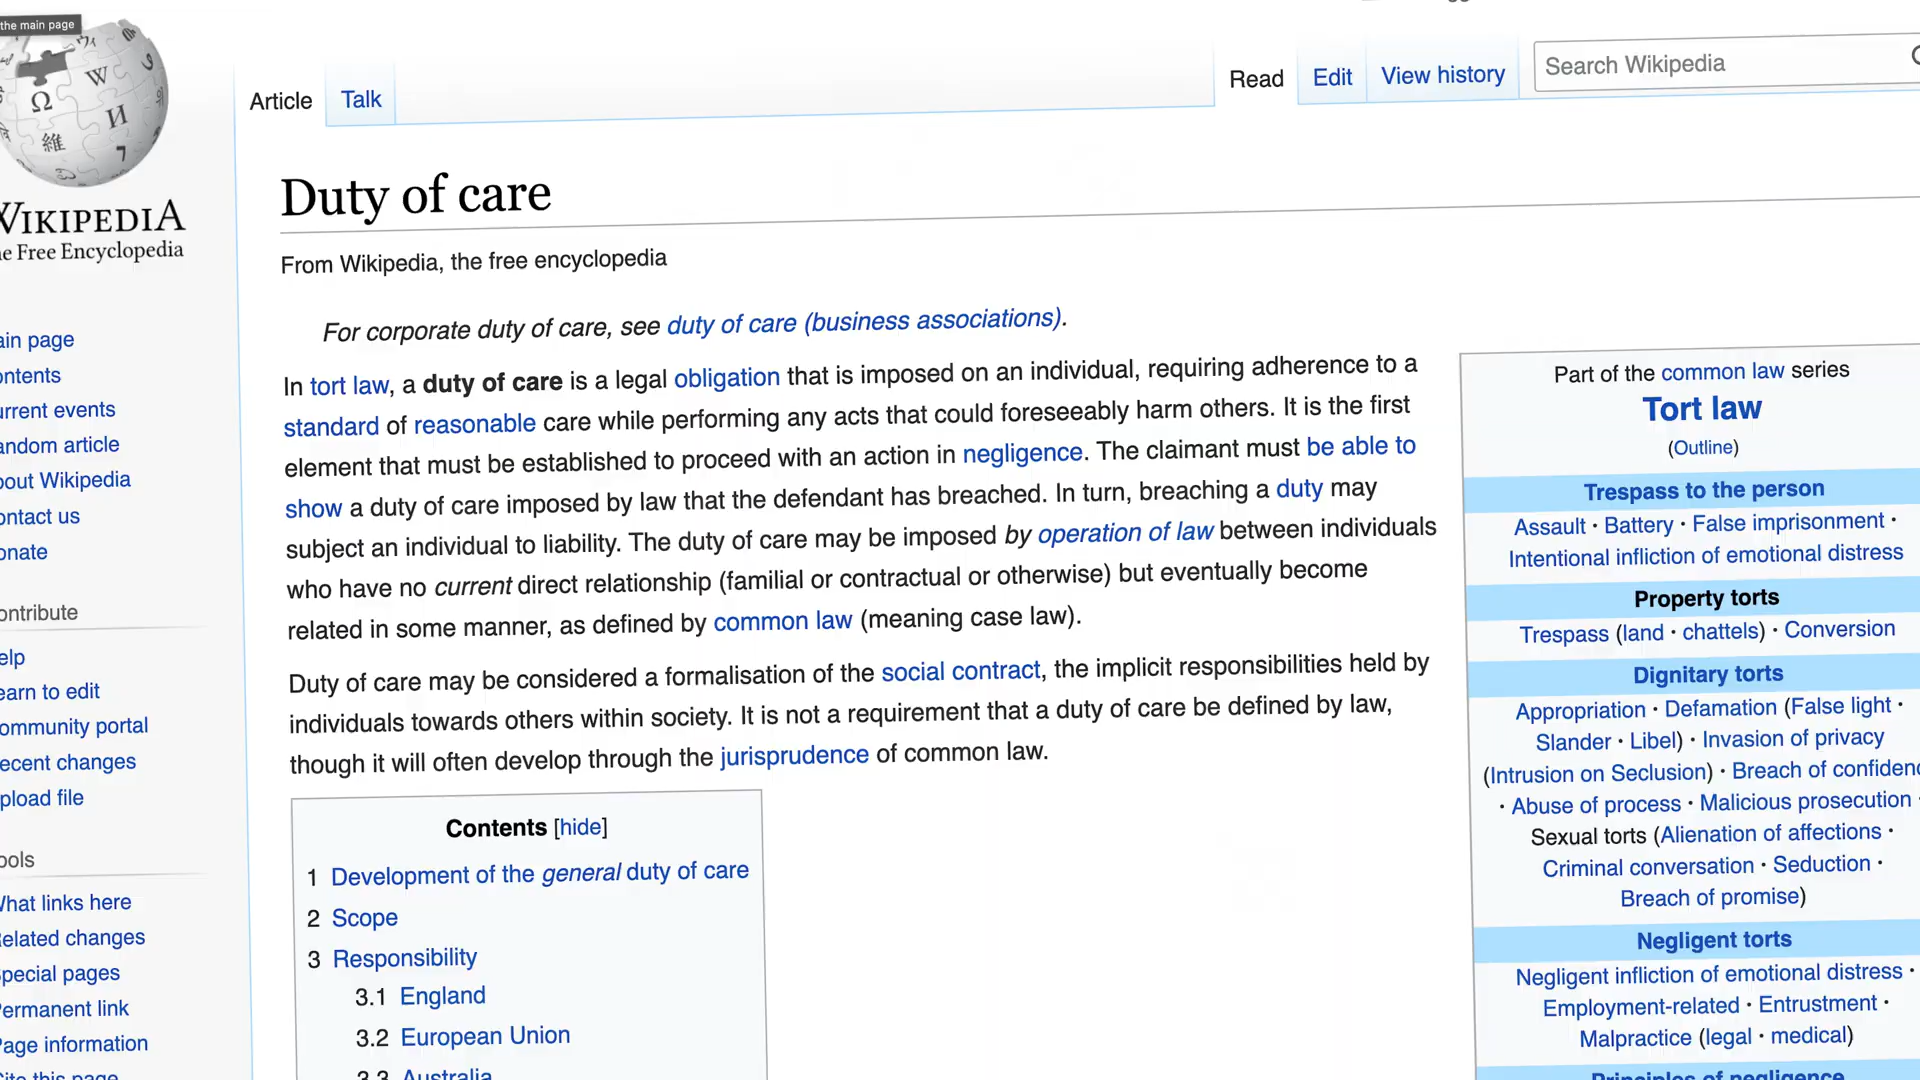 the main page
WIKIPEDIA
The Free Encyclopedia
Main page
Contents
Current events
Random article
About Wikipedia
Contact us
Donate
Contribute
Help
Learn to edit
Community portal
Recent changes
Upload file
Tools
What links here
Related changes
Special pages
Permanent link
Page information
Cite this page
Article
Talk
Read
Edit
View history
Search Wikipedia
Duty of care
From Wikipedia, the free encyclopedia
For corporate duty of care, see duty of care (business associations).
In tort law, a duty of care is a legal obligation that is imposed on an individual, requiring adherence to a
standard of reasonable care while performing any acts that could foreseeably harm others. It is the first
element that must be established to proceed with an action in negligence. The claimant must be able to
show a duty of care imposed by law that the defendant has breached. In turn, breaching a duty may
subject an individual to liability. The duty of care may be imposed by operation of law between individuals
who have no current direct relationship (familial or contractual or otherwise) but eventually become
related in some manner, as defined by common law (meaning case law).
Duty of care may be considered a formalisation of the social contract, the implicit responsibilities held by
individuals towards others within society. It is not a requirement that a duty of care be defined by law,
though it will often develop through the jurisprudence of common law.
Contents [hide]
1 Development of the general duty of care
2 Scope
3 Responsibility
3.1 England
3.2 European Union
3.3 Australia
Part of the common law series
Tort law
(Outline)
Trespass to the person
Assault · Battery · False imprisonment ·
Intentional infliction of emotional distress
Property torts
Trespass (land · chattels) · Conversion
Dignitary torts
Appropriation · Defamation (False light ·
Slander · Libel) · Invasion of privacy
(Intrusion on Seclusion) · Breach of confidenc
· Abuse of process · Malicious prosecution ·
Sexual torts (Alienation of affections ·
Criminal conversation · Seduction ·
Breach of promise)
Negligent torts
Negligent infliction of emotional distress ·
Employment-related · Entrustment ·
Malpractice (legal · medical)
Principles of negligence